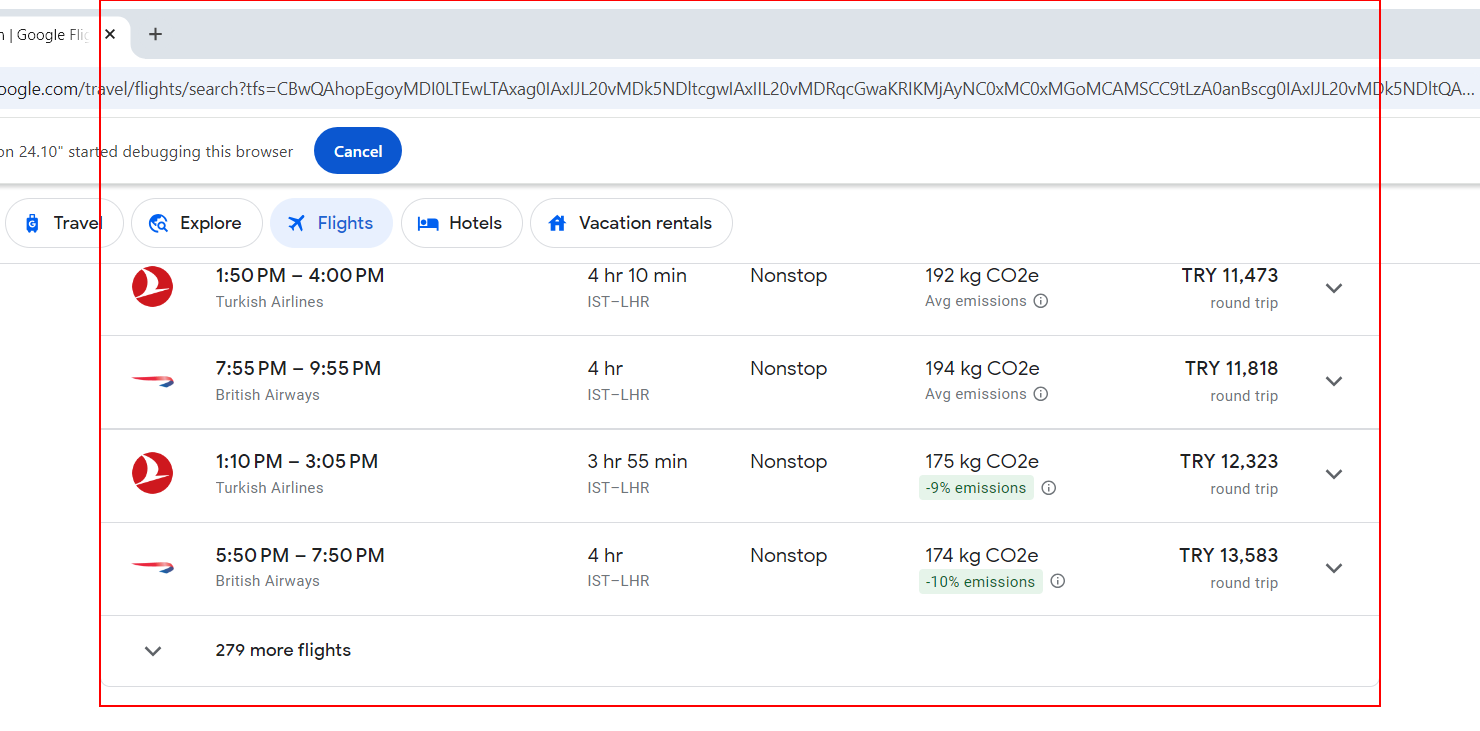 n | Google Flig
oogle.com/travel/flights/search?tfs=CBwQAhopEgoyMDI0LTEwLTAxag0IAxIJL20vMDk5NDltcgwIAxIIL20vMDRqcGwaKRIKMjAyNC0xMC0xMGoMCAMSCC9tLzA0anBscg0IAxIJL20vMDk5NDltQA...
on 24.10" started debugging this browser Cancel
Travel Explore Flights Hotels Vacation rentals
1:50 PM – 4:00 PM 4 hr 10 min Nonstop 192 kg CO2e TRY 11,473
Turkish Airlines IST–LHR Avg emissions round trip
7:55 PM – 9:55 PM 4 hr Nonstop 194 kg CO2e TRY 11,818
British Airways IST–LHR Avg emissions round trip
1:10 PM – 3:05 PM 3 hr 55 min Nonstop 175 kg CO2e TRY 12,323
Turkish Airlines IST–LHR -9% emissions round trip
5:50 PM – 7:50 PM 4 hr Nonstop 174 kg CO2e TRY 13,583
British Airways IST–LHR -10% emissions round trip
279 more flights